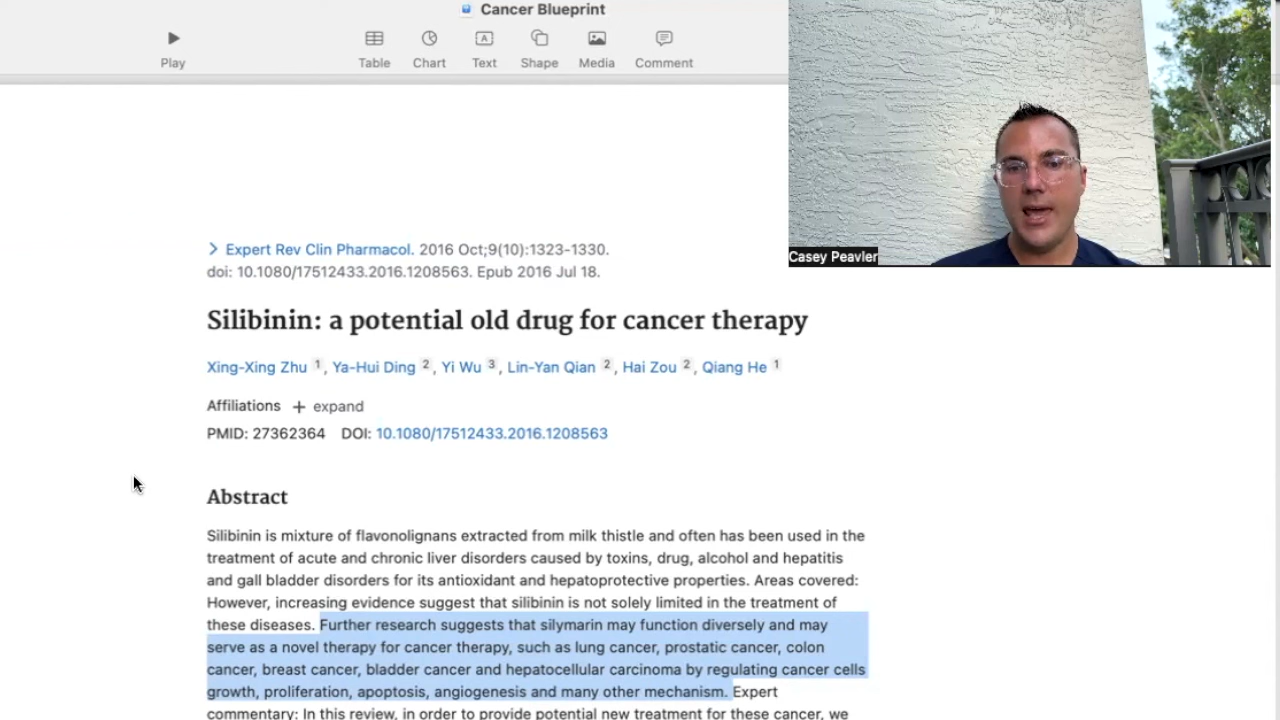 Cancer Blueprint
Play
Table
Chart
Text
Shape
Media
Comment
Casey Peavler
Expert Rev Clin Pharmacol. 2016 Oct;9(10):1323-1330.
doi: 10.1080/17512433.2016.1208563. Epub 2016 Jul 18.
Silibinin: a potential old drug for cancer therapy
Xing-Xing Zhu 1, Ya-Hui Ding 2, Yi Wu 3, Lin-Yan Qian 2, Hai Zou 2, Qiang He 1
Affiliations + expand
PMID: 27362364 DOI: 10.1080/17512433.2016.1208563
Abstract
Silibinin is mixture of flavonolignans extracted from milk thistle and often has been used in the
treatment of acute and chronic liver disorders caused by toxins, drug, alcohol and hepatitis
and gall bladder disorders for its antioxidant and hepatoprotective properties. Areas covered:
However, increasing evidence suggest that silibinin is not solely limited in the treatment of
these diseases. Further research suggests that silymarin may function diversely and may
serve as a novel therapy for cancer therapy, such as lung cancer, prostatic cancer, colon
cancer, breast cancer, bladder cancer and hepatocellular carcinoma by regulating cancer cells
growth, proliferation, apoptosis, angiogenesis and many other mechanism. Expert
commentary: In this review, in order to provide potential new treatment for these cancer, we